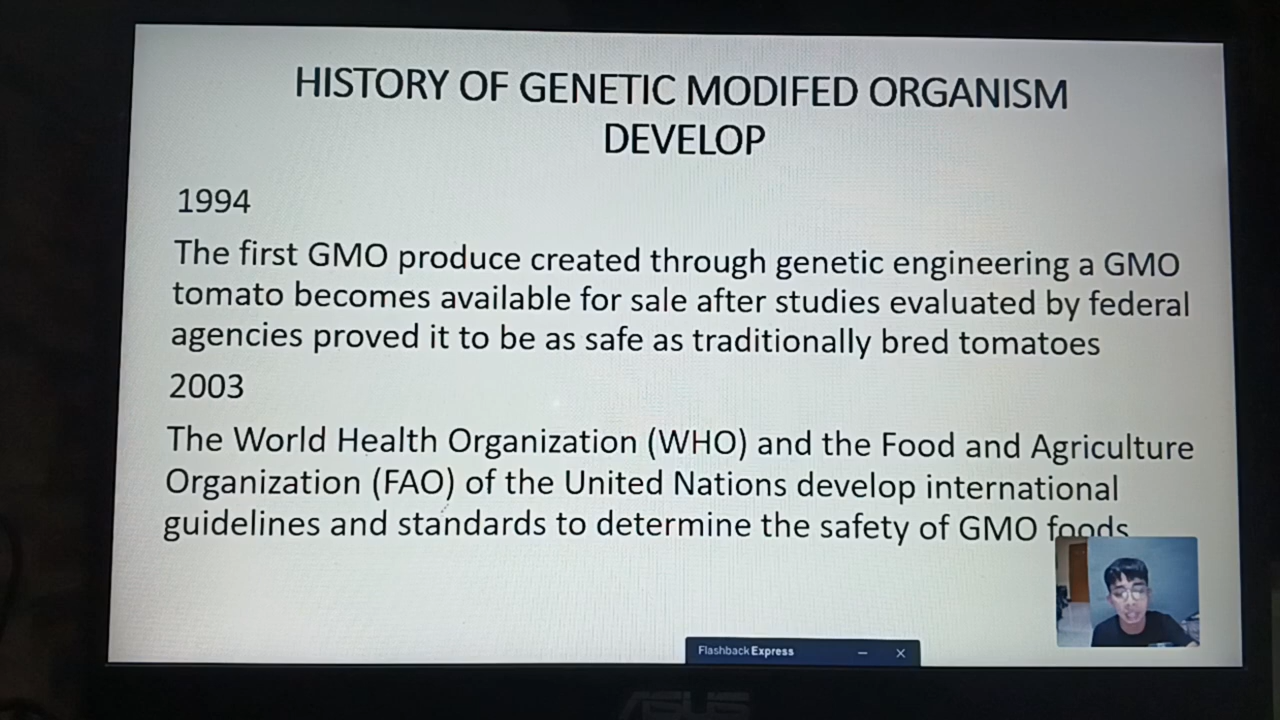 HISTORY OF GENETIC MODIFED ORGANISM
DEVELOP
1994
The first GMO produce created through genetic engineering a GMO
tomato becomes available for sale after studies evaluated by federal
agencies proved it to be as safe as traditionally bred tomatoes
2003
The World Health Organization (WHO) and the Food and Agriculture
Organization (FAO) of the United Nations develop international
guidelines and standards to determine the safety of GMO foods
Flashback Express
ASUS